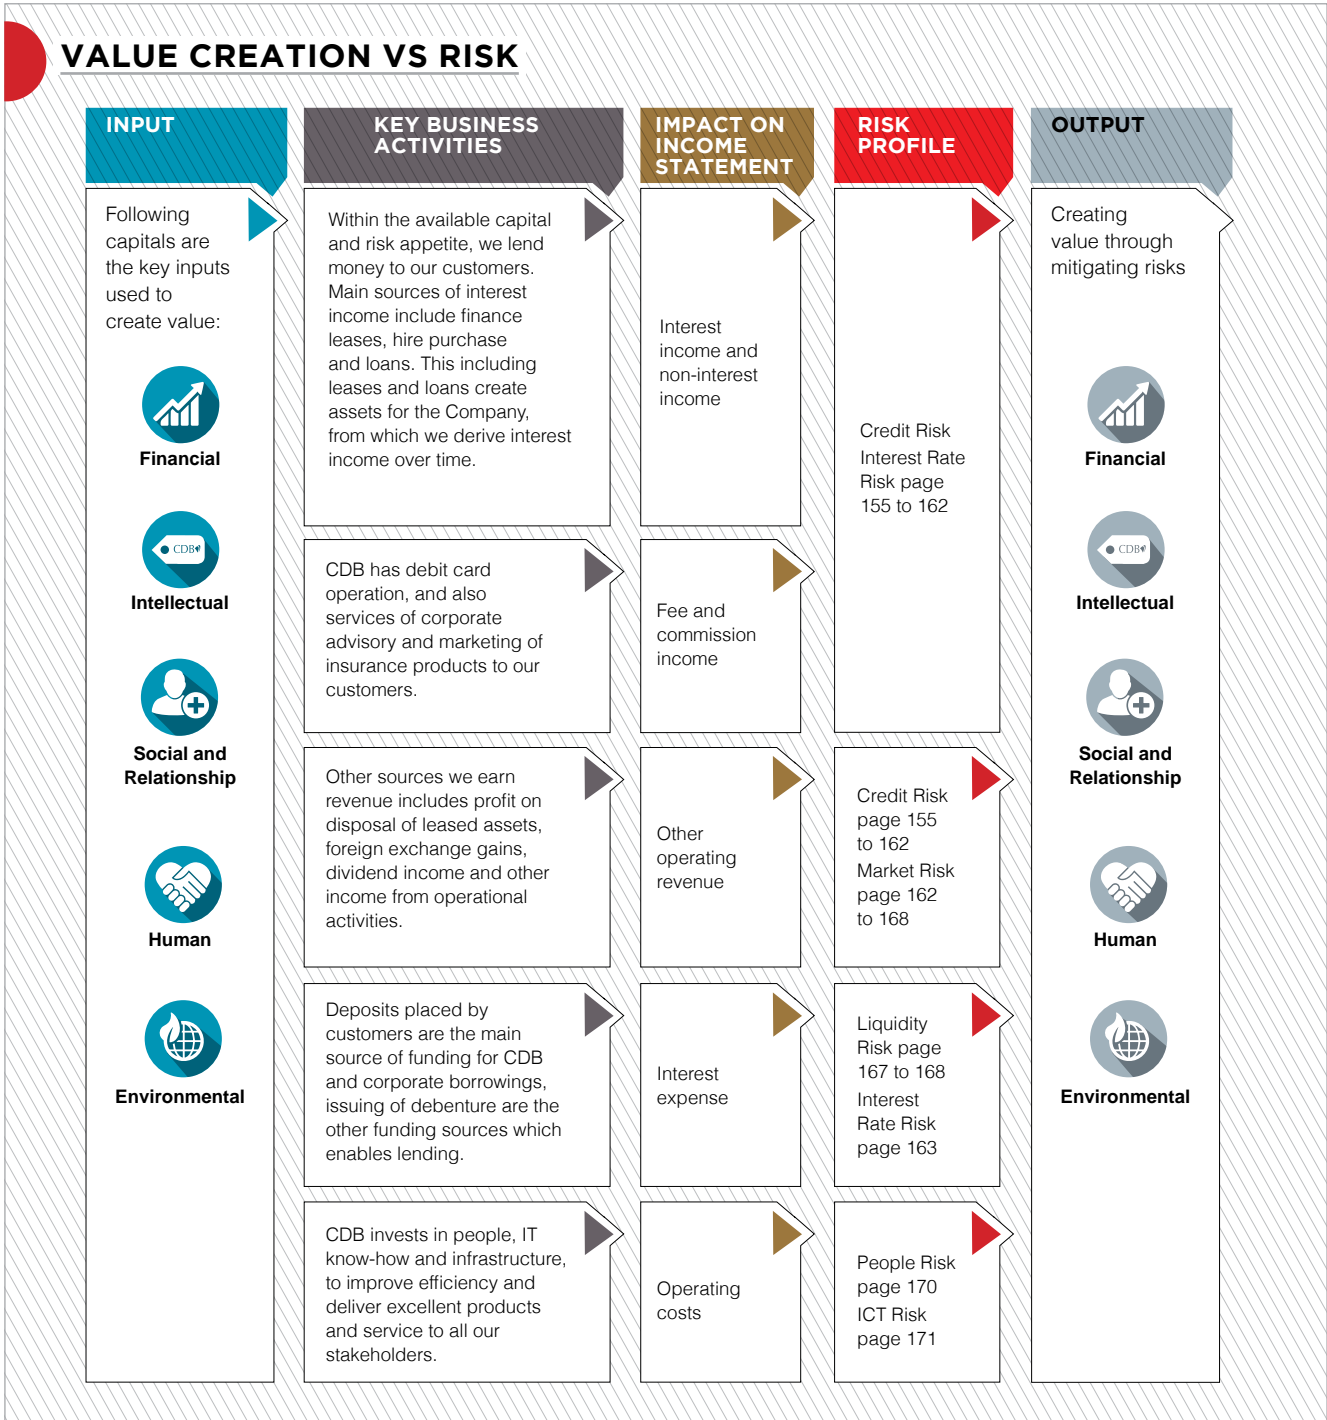 VALUE CREATION VS RISK
INPUT
Following
capitals are
the key inputs
used to
create value:
Financial
CDB
Intellectual
Social and
Relationship
Human
Environmental
KEY BUSINESS
ACTIVITIES
Within the available capital
and risk appetite, we lend
money to our customers.
Main sources of interest
income include finance
leases, hire purchase
and loans. This including
leases and loans create
assets for the Company,
from which we derive interest
income over time.
CDB has debit card
operation, and also
services of corporate
advisory and marketing of
insurance products to our
customers.
Other sources we earn
revenue includes profit on
disposal of leased assets,
foreign exchange gains,
dividend income and other
income from operational
activities.
Deposits placed by
customers are the main
source of funding for CDB
and corporate borrowings,
issuing of debenture are the
other funding sources which
enables lending.
CDB invests in people, IT
know-how and infrastructure,
to improve efficiency and
deliver excellent products
and service to all our
stakeholders.
IMPACT ON
INCOME
STATEMENT
Interest
income and
non-interest
income
Fee and
commission
income
Other
operating
revenue
Interest
expense
Operating
costs
RISK
PROFILE
Credit Risk
Interest Rate
Risk page
155 to 162
Credit Risk
page 155
to 162
Market Risk
page 162
to 168
Liquidity
Risk page
167 to 168
Interest
Rate Risk
page 163
People Risk
page 170
ICT Risk
page 171
OUTPUT
Creating
value through
mitigating risks
Financial
CDB
Intellectual
Social and
Relationship
Human
Environmental